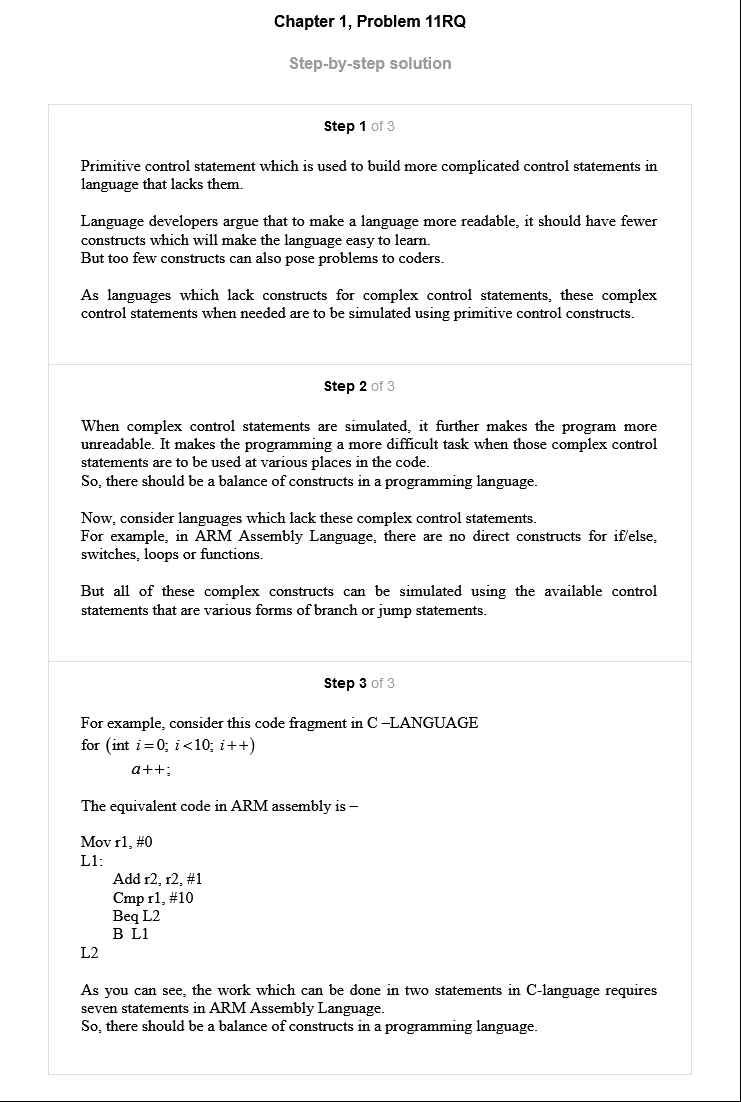 Chapter 1, Problem 11RQ
Step-by-step solution
Step 1 of 3
Primitive control statement which is used to build more complicated control statements in
language that lacks them.
Language developers argue that to make a language more readable, it should have fewer
constructs which will make the language easy to learn.
But too few constructs can also pose problems to coders.
As languages which lack constructs for complex control statements, these complex
control statements when needed are to be simulated using primitive control constructs.
Step 2 of 3
When complex control statements are simulated, it further makes the program more
unreadable. It makes the programming a more difficult task when those complex control
statements are to be used at various places in the code.
So, there should be a balance of constructs in a programming language.
Now, consider languages which lack these complex control statements.
For example, in ARM Assembly Language, there are no direct constructs for if/else,
switches, loops or functions.
But all of these complex constructs can be simulated using the available control
statements that are various forms of branch or jump statements.
Step 3 of 3
For example, consider this code fragment in C –LANGUAGE
for (int i=0; i<10; i++)
a++;
The equivalent code in ARM assembly is –
Mov r1, #0
L1:
Add r2, r2, #1
Cmp r1, #10
Beq L2
B L1
L2
As you can see, the work which can be done in two statements in C-language requires
seven statements in ARM Assembly Language.
So, there should be a balance of constructs in a programming language.